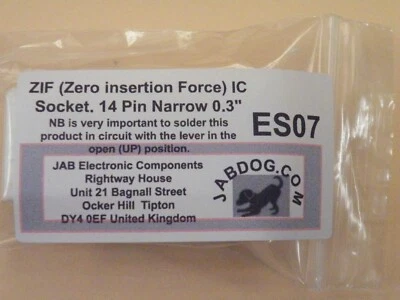 ZIF (Zero insertion Force) IC
Socket. 14 Pin Narrow 0.3"
NB is very important to solder this
product in circuit with the lever in the
open (UP) position.
ES07
JAB Electronic Components
Rightway House
Unit 21 Bagnall Street
Ocker Hill Tipton
DY4 0EF United Kingdom
JABDOG.COM